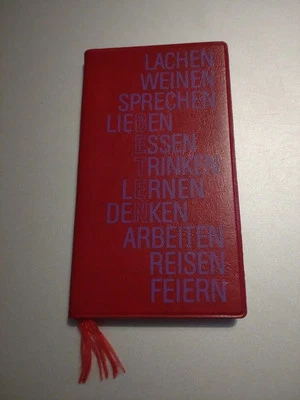 LACHEN
WEINEN
SPRECHEN
LIEBEN
ESSEN
TRINKEN
LERNEN
DENKEN
ARBEITEN
REISEN
FEIERN